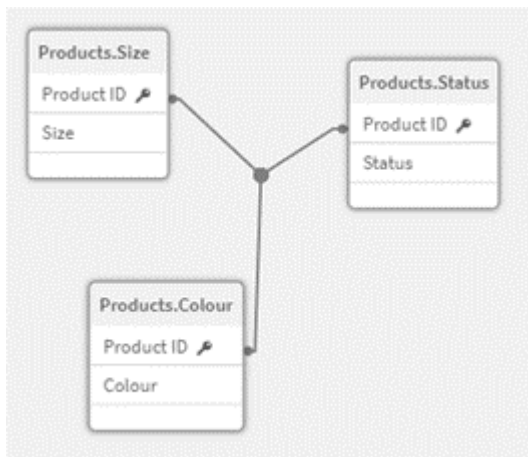 Products.Size
Product ID
Size
Products.Status
Product ID
Status
Products.Colour
Product ID
Colour